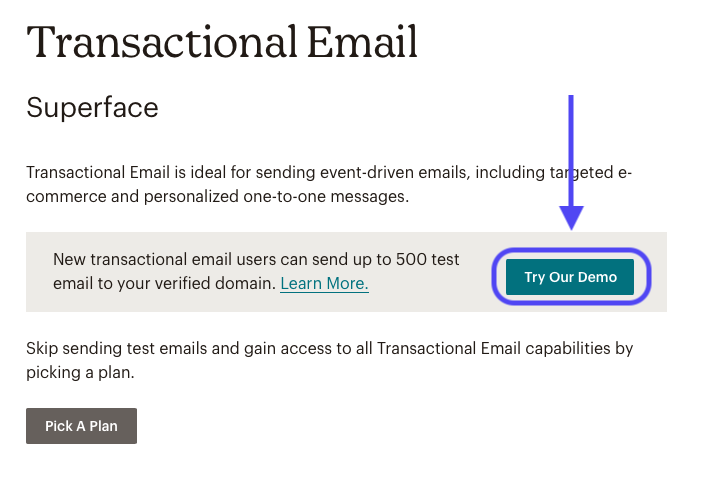 Transactional Email
Superface
Transactional Email is ideal for sending event-driven emails, including targeted e-
commerce and personalized one-to-one messages.
New transactional email users can send up to 500 test
email to your verified domain. Learn More.
Try Our Demo
Skip sending test emails and gain access to all Transactional Email capabilities by
picking a plan.
Pick A Plan